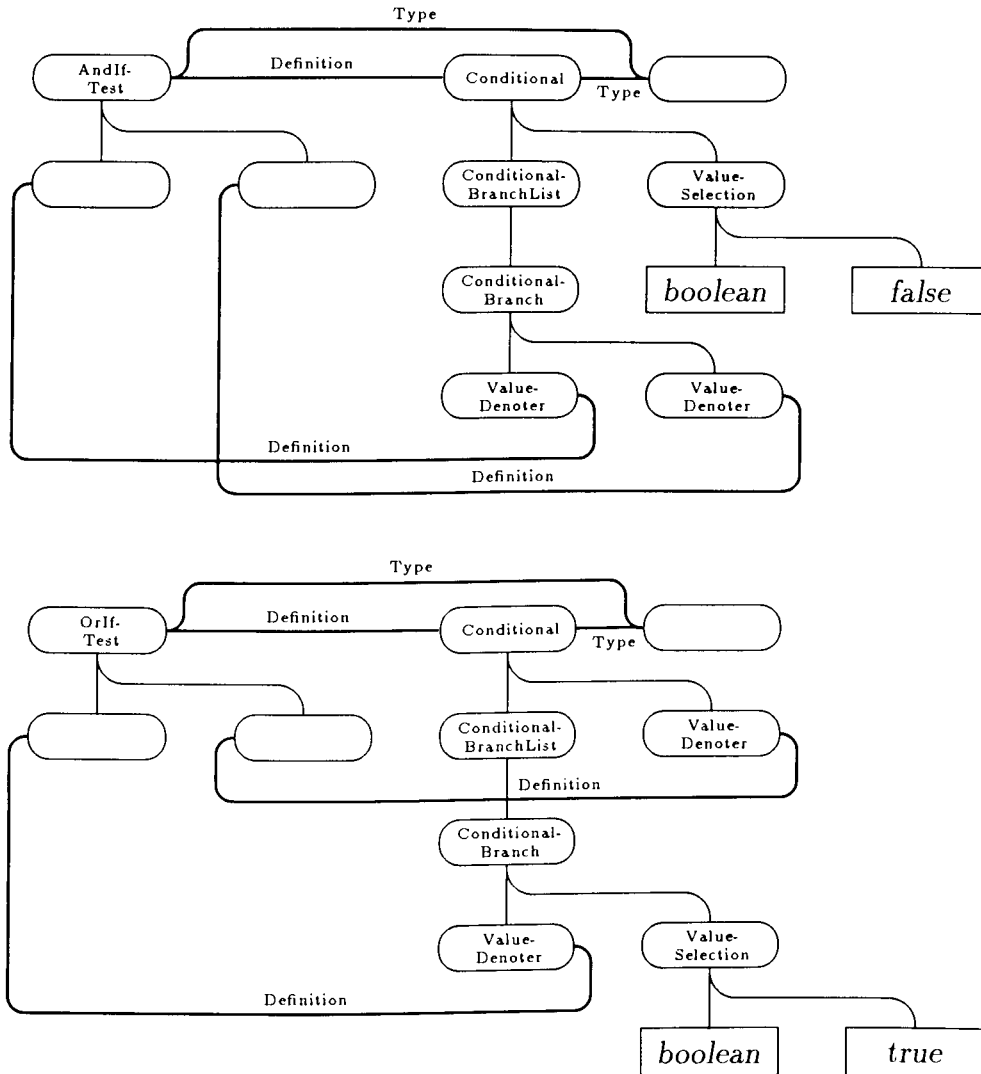 Type
AndIf-
Test
Definition
Conditional
Type
Conditional-
BranchList
Value-
Selection
Conditional-
Branch
boolean
false
Value-
Denoter
Value-
Denoter
Definition
Definition
Type
OrIf-
Test
Definition
Conditional
Type
Conditional-
BranchList
Value-
Denoter
Definition
Conditional-
Branch
Value-
Denoter
Value-
Selection
Definition
boolean
true